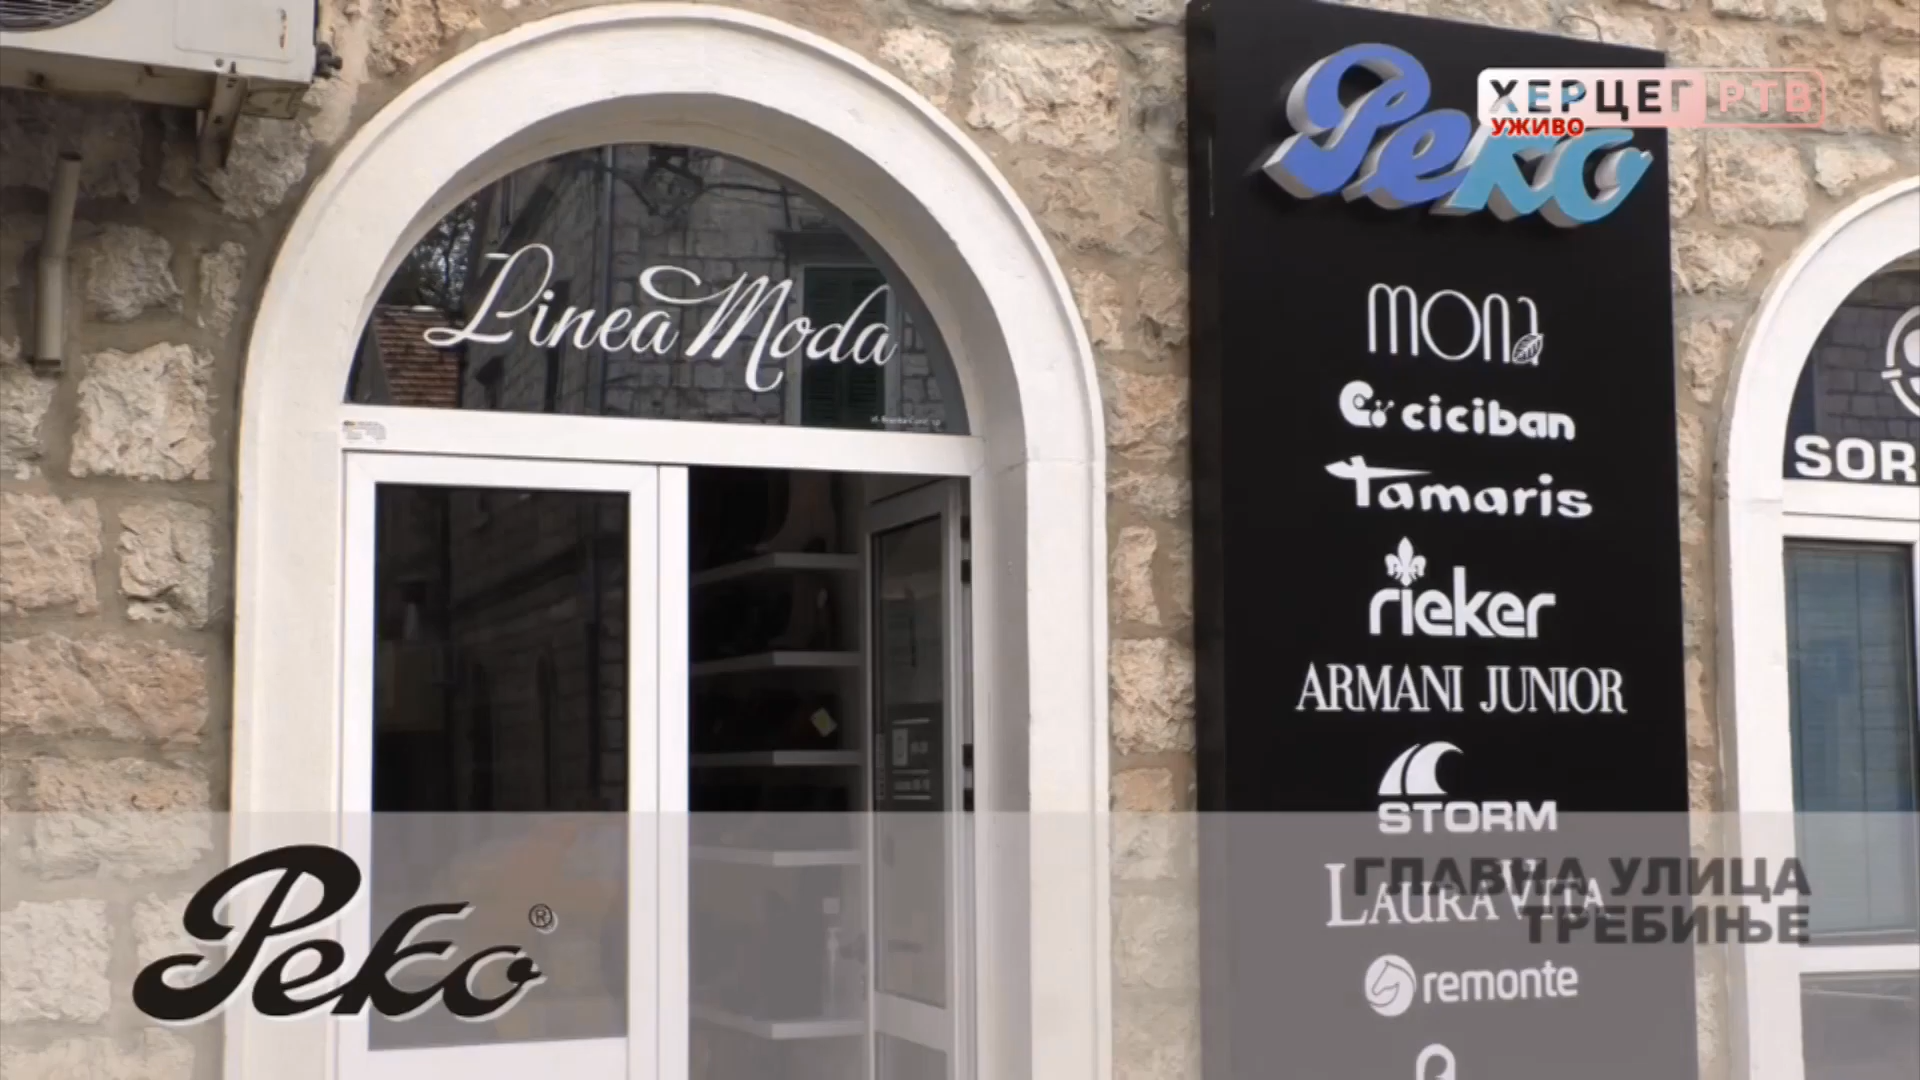 Linea Moda
Peko
ХЕРЦЕГ РТВ
УЖИВО
mona
ciciban
Tamaris
rieker
ARMANI JUNIOR
STORM
LAURA VITA
remonte
SOR
Peko ®
ГЛАВНА УЛИЦА
ТРЕБИЊЕ